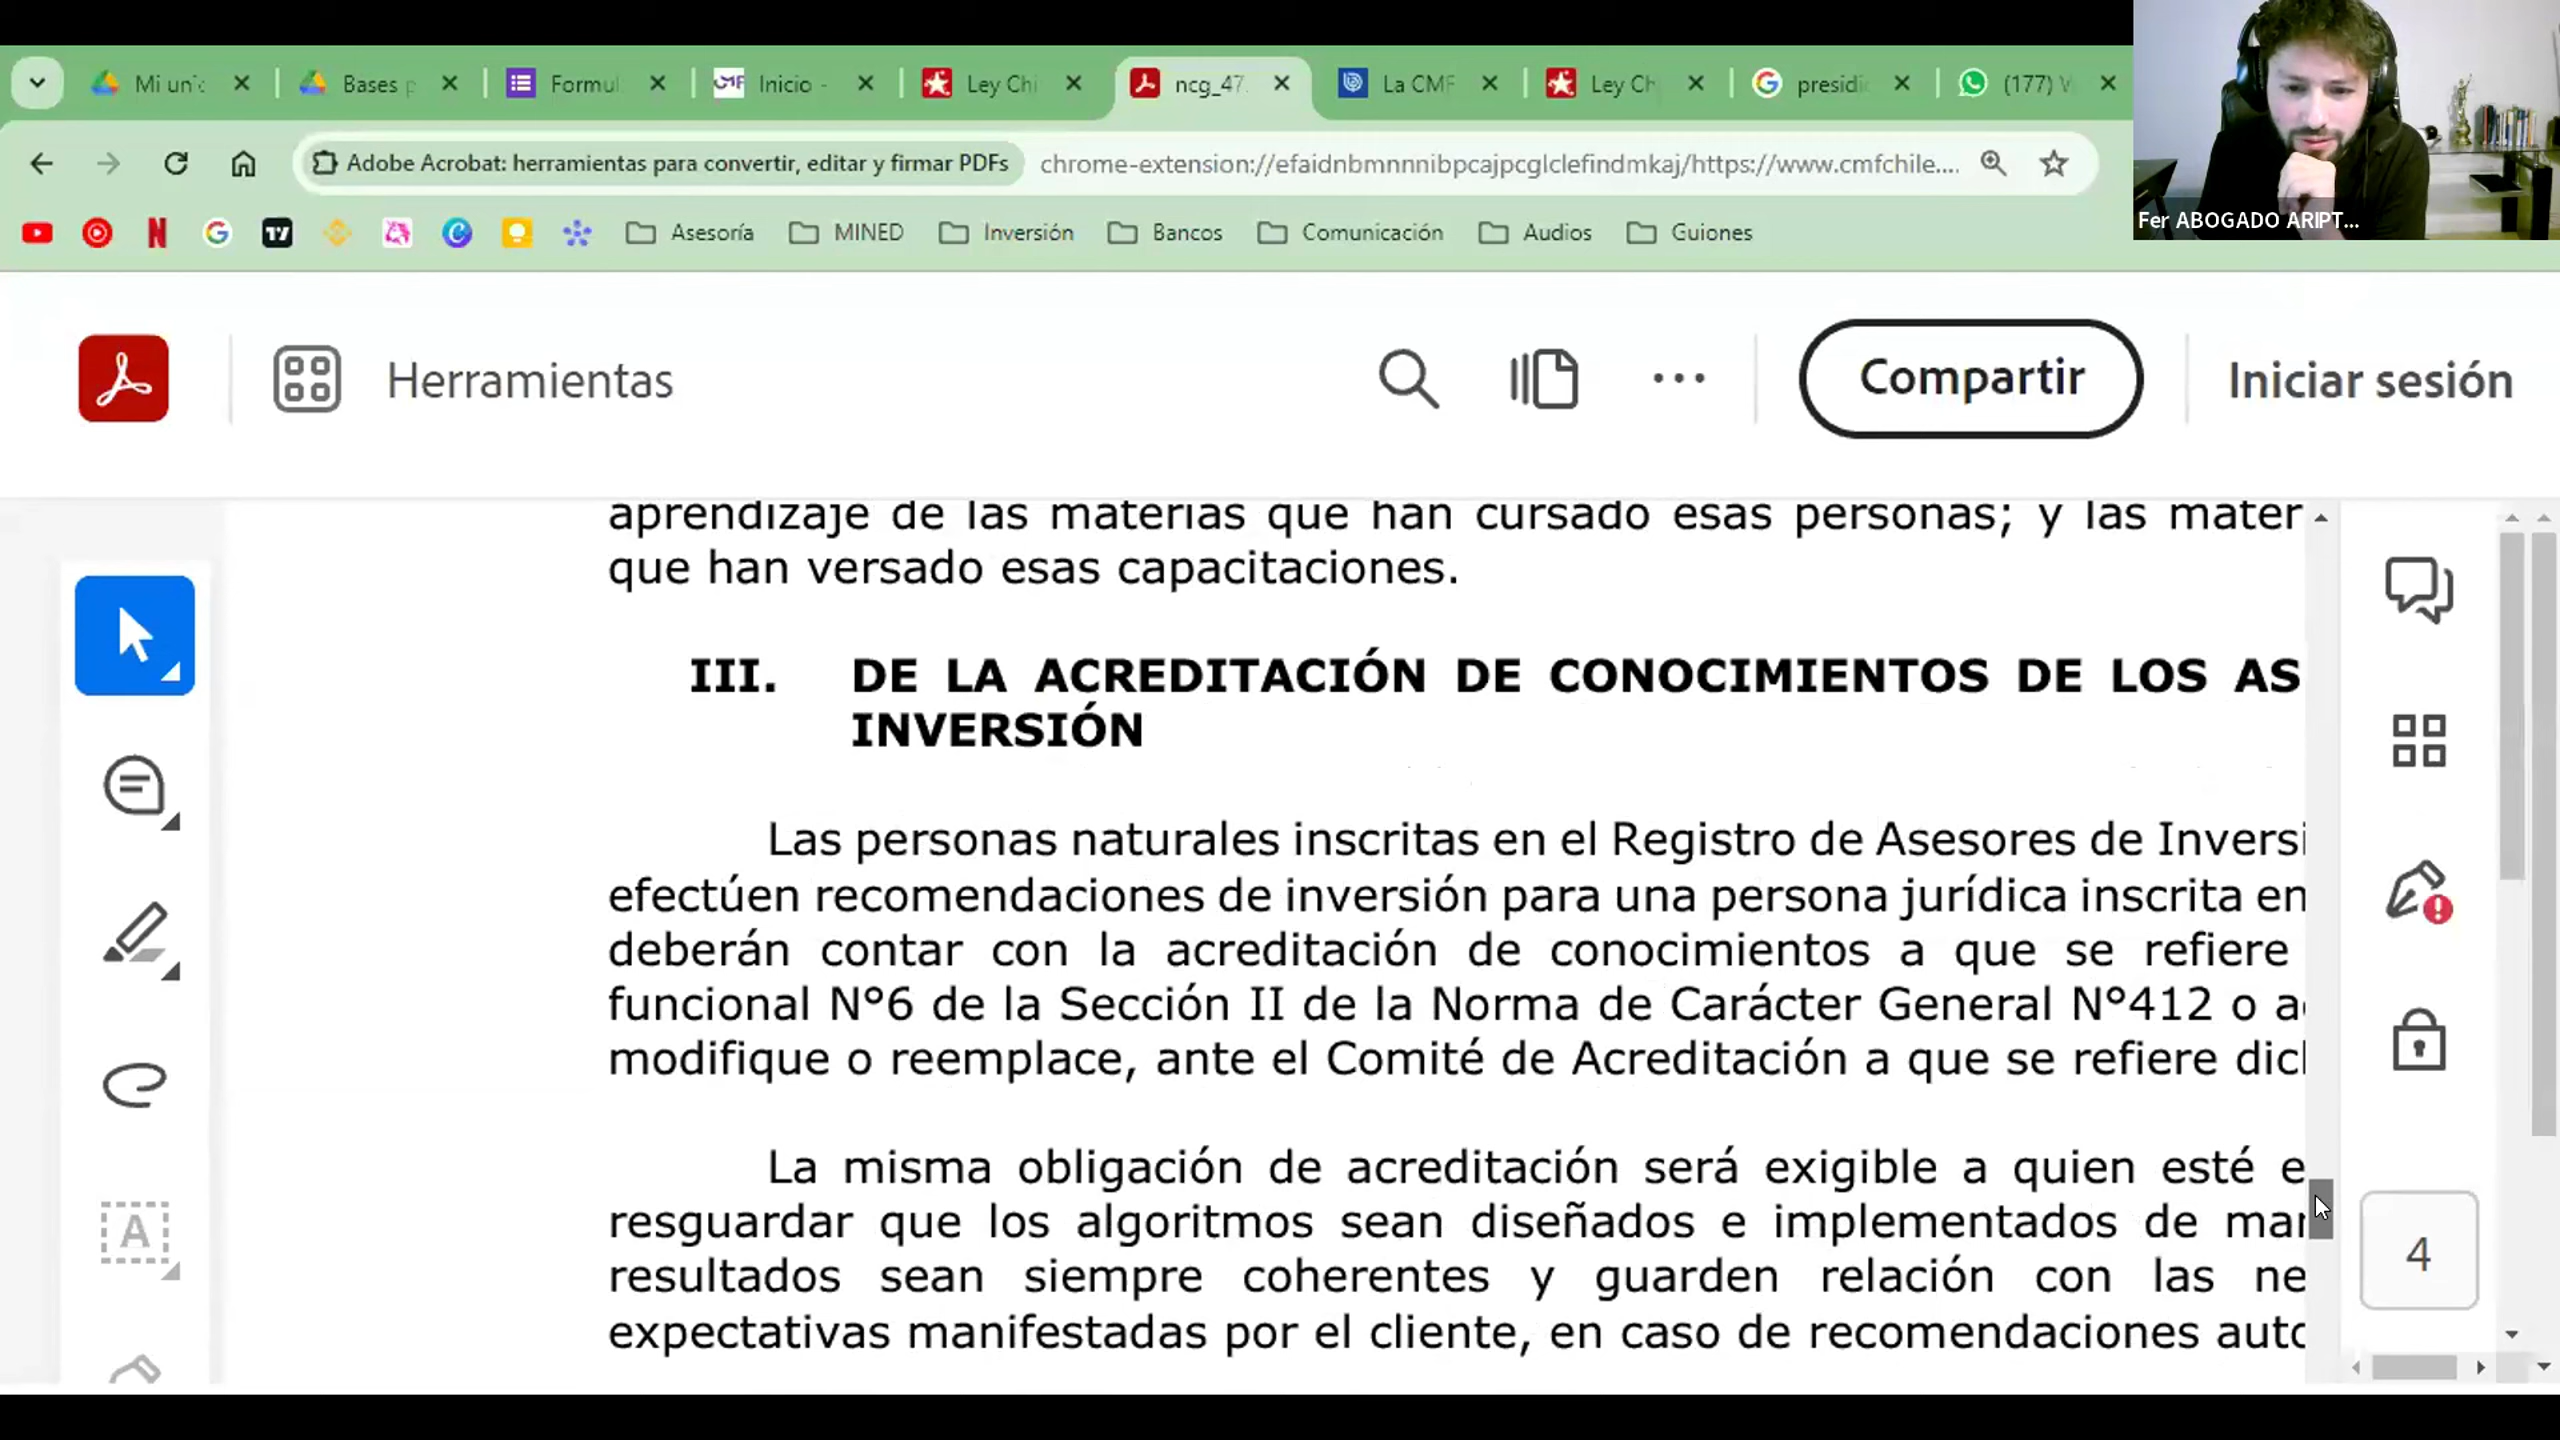 Mi uni
Bases p
Formul
CMF
Inicio -
Ley Chi
ncg_47
La CMF
Ley Ch
presidi
(177) W
Adobe Acrobat: herramientas para convertir, editar y firmar PDFs
chrome-extension://efaidnbmnnnibpcajpcglclefindmkaj/https://www.cmfchile....
Fer ABOGADO ARIPT...
Asesoría
MINED
Inversión
Bancos
Comunicación
Audios
Guiones
Herramientas
Compartir
Iniciar sesión
aprendizaje de las materias que han cursado esas personas; y las mater
que han versado esas capacitaciones.
III. DE LA ACREDITACIÓN DE CONOCIMIENTOS DE LOS AS
INVERSIÓN
Las personas naturales inscritas en el Registro de Asesores de Inversi
efectúen recomendaciones de inversión para una persona jurídica inscrita en
deberán contar con la acreditación de conocimientos a que se refiere
funcional N°6 de la Sección II de la Norma de Carácter General N°412 o a
modifique o reemplace, ante el Comité de Acreditación a que se refiere dicl
La misma obligación de acreditación será exigible a quien esté e
resguardar que los algoritmos sean diseñados e implementados de mar
resultados sean siempre coherentes y guarden relación con las ne
expectativas manifestadas por el cliente, en caso de recomendaciones auto
4